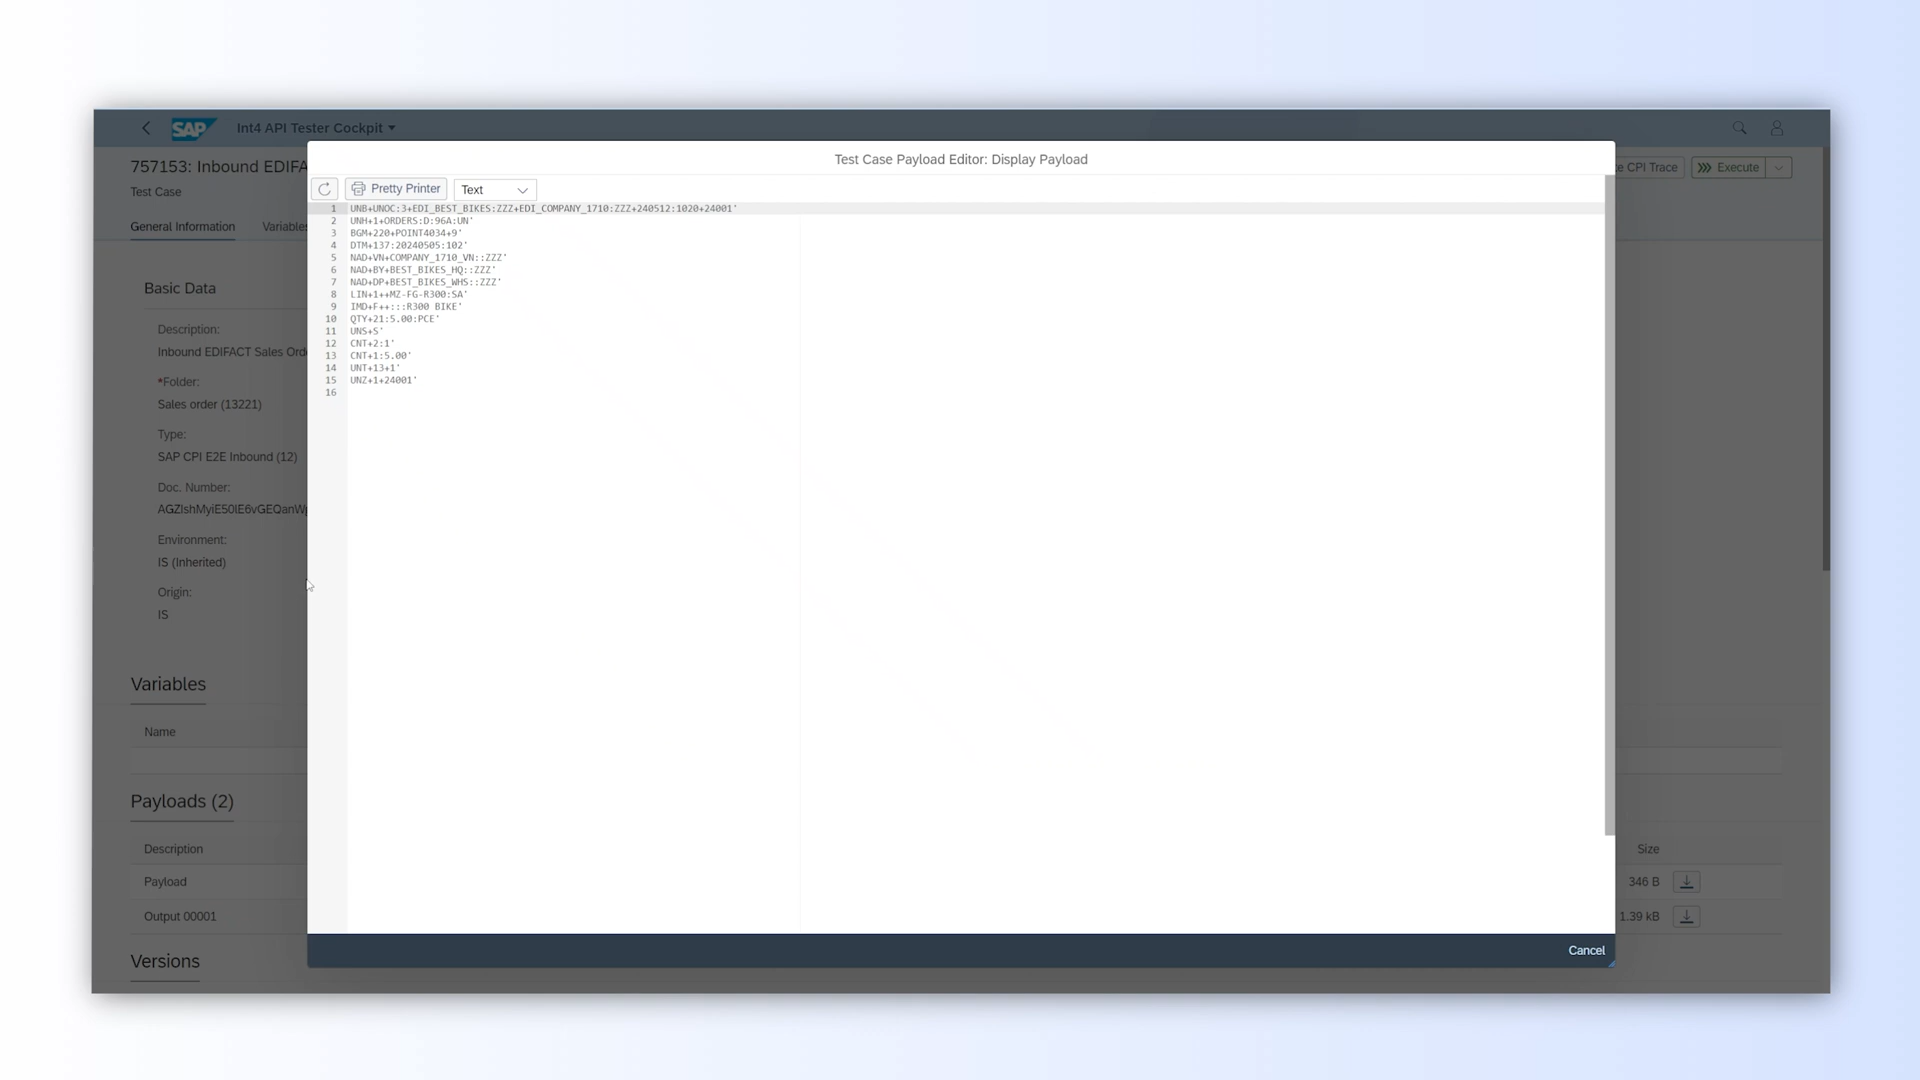 SAP Int4 API Tester Cockpit
757153: Inbound EDIFA
Test Case
General Information Variable
e CPI Trace Execute
Test Case Payload Editor: Display Payload
Pretty Printer Text
1 UNB+UNOC:3+EDI_BEST_BIKES:ZZZ+EDI_COMPANY_1710:ZZZ+240512:1020+24001'
2 UNH+1+ORDERS:D:96A:UN'
3 BGM+220+POINT4034+9'
4 DTM+137:20240505:102'
5 NAD+VN+COMPANY_1710_VN::ZZZ'
6 NAD+BY+BEST_BIKES_HQ::ZZZ'
7 NAD+DP+BEST_BIKES_WHS::ZZZ'
8 LIN+1++MZ-FG-R300:SA'
9 IMD+F++:::R300 BIKE'
10 QTY+21:5.00:PCE'
11 UNS+S'
12 CNT+2:1'
13 CNT+1:5.00'
14 UNT+13+1'
15 UNZ+1+24001'
16
Cancel
Basic Data
Description:
Inbound EDIFACT Sales Ord
*Folder:
Sales order (13221)
Type:
SAP CPI E2E Inbound (12)
Doc. Number:
Environment:
IS (Inherited)
Origin:
IS
Variables
Name
Payloads (2)
Description Size
Payload 346 B
Output 00001 1.39 kB
Versions